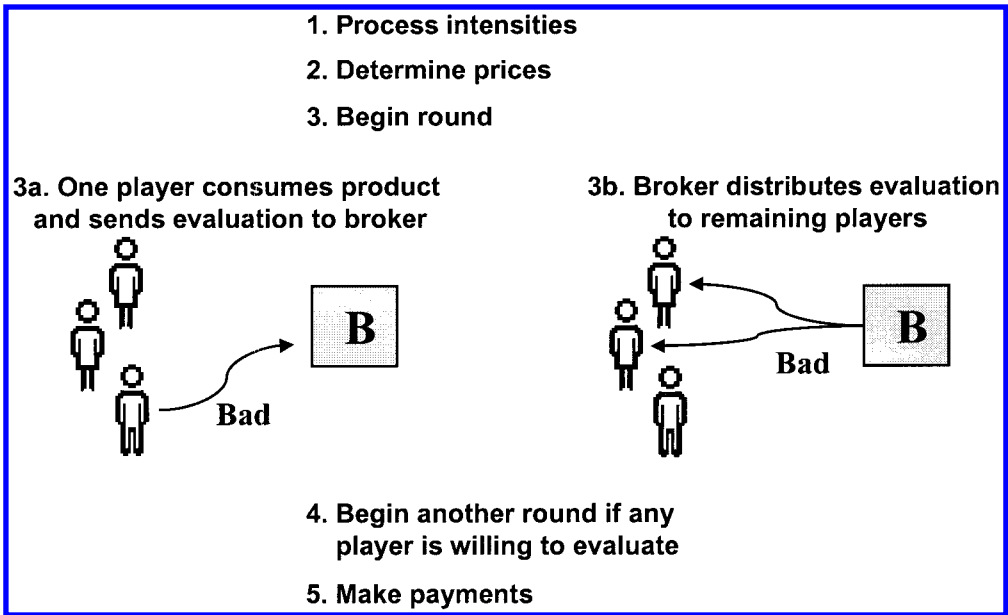 1. Process intensities
2. Determine prices
3. Begin round
3a. One player consumes product
and sends evaluation to broker
B
Bad
3b. Broker distributes evaluation
to remaining players
B
Bad
4. Begin another round if any
player is willing to evaluate
5. Make payments